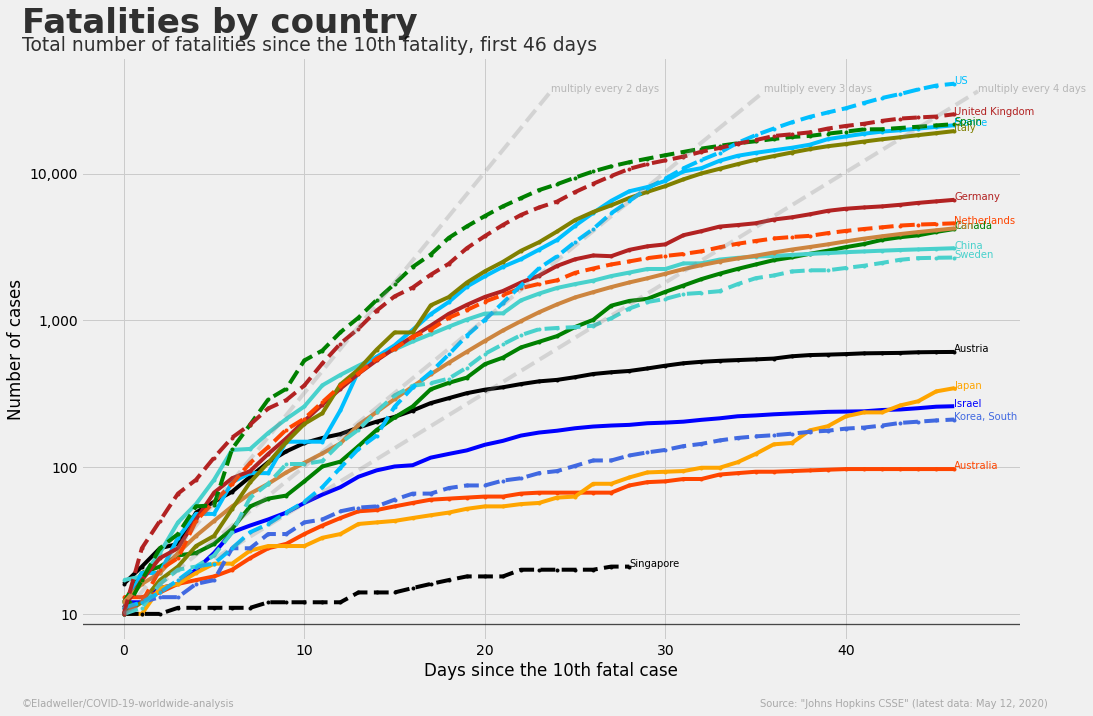 Fatalities by country
Total number of fatalities since the 10th fatality, first 46 days
multiply every 2 days
multiply every 3 days
multiply every 4 days
US
United Kingdom
Spain
Italy
Germany
Netherlands
Canada
China
Sweden
Austria
Japan
Israel
Korea, South
Australia
Singapore
Number of cases
10,000
1,000
100
10
0
10
20
30
40
Days since the 10th fatal case
©Eladweller/COVID-19-worldwide-analysis
Source: "Johns Hopkins CSSE" (latest data: May 12, 2020)